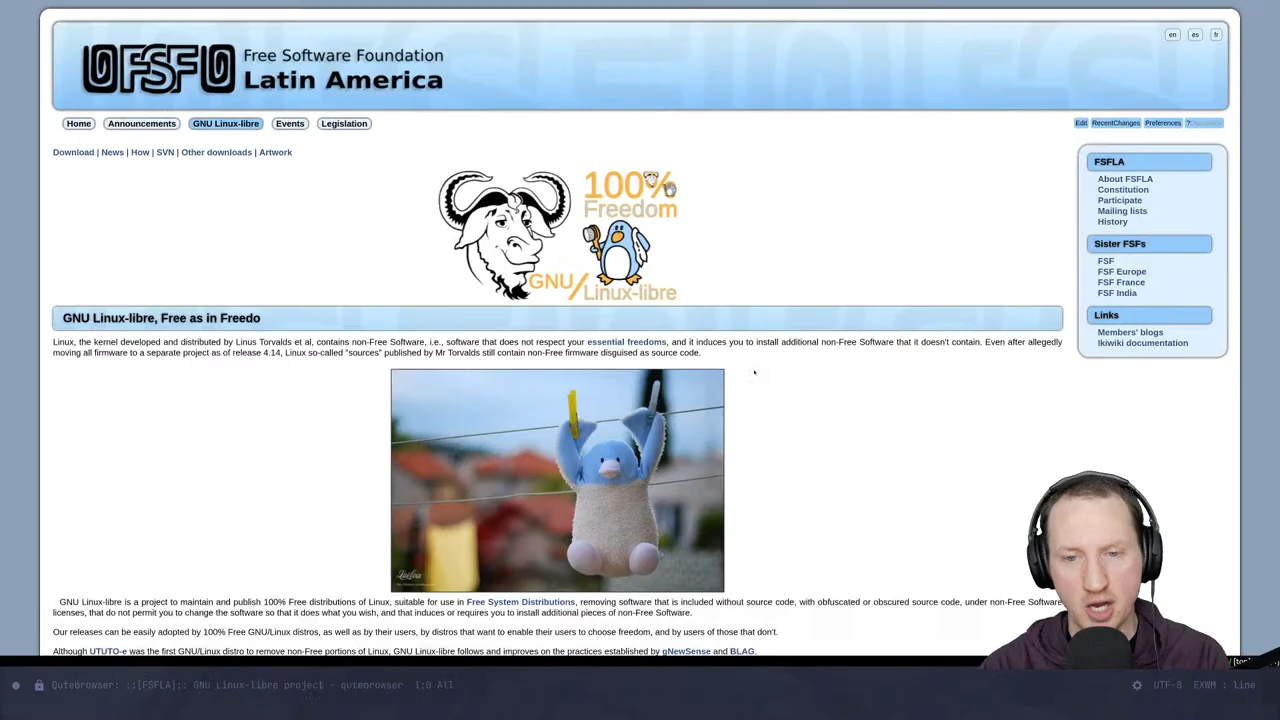 en es fr
OFSFO Free Software Foundation
Latin America
Home Announcements GNU Linux-libre Events Legislation
Edit RecentChanges Preferences
Download | News | How | SVN | Other downloads | Artwork
100%
Freedom
GNU/Linux-libre
GNU Linux-libre, Free as in Freedo
Linux, the kernel developed and distributed by Linus Torvalds et al, contains non-Free Software, i.e., software that does not respect your essential freedoms, and it induces you to install additional non-Free Software that it doesn't contain. Even after allegedly
moving all firmware to a separate project as of release 4.14, Linux so-called "sources" published by Mr Torvalds still contain non-Free firmware disguised as source code.
GNU Linux-libre is a project to maintain and publish 100% Free distributions of Linux, suitable for use in Free System Distributions, removing software that is included without source code, with obfuscated or obscured source code, under non-Free Software
licenses, that do not permit you to change the software so that it does what you wish, and that induces or requires you to install additional pieces of non-Free Software.
Our releases can be easily adopted by 100% Free GNU/Linux distros, as well as by their users, by distros that want to enable their users to choose freedom, and by users of those that don't.
Although UTUTO-e was the first GNU/Linux distro to remove non-Free portions of Linux, GNU Linux-libre follows and improves on the practices established by gNewSense and BLAG.
FSFLA
About FSFLA
Constitution
Participate
Mailing lists
History
Sister FSFs
FSF
FSF Europe
FSF France
FSF India
Links
Members' blogs
Ikiwiki documentation
Qutebrowser: ::[FSFLA]:: GNU Linux-libre project - qutebrowser 1:0 All
UTF-8 EXWM : line